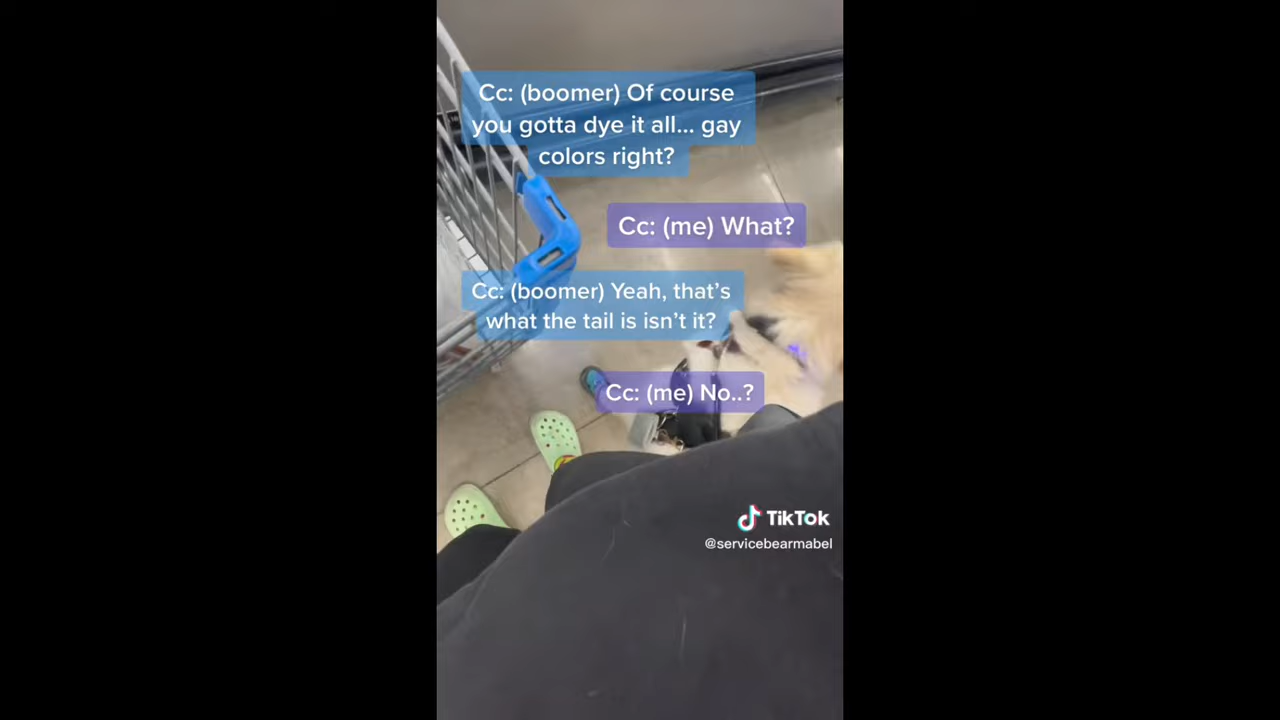 Cc: (boomer) Of course
you gotta dye it all... gay
colors right?
Cc: (me) What?
Cc: (boomer) Yeah, that's
what the tail is isn't it?
Cc: (me) No..?
TikTok
@servicebearmabel